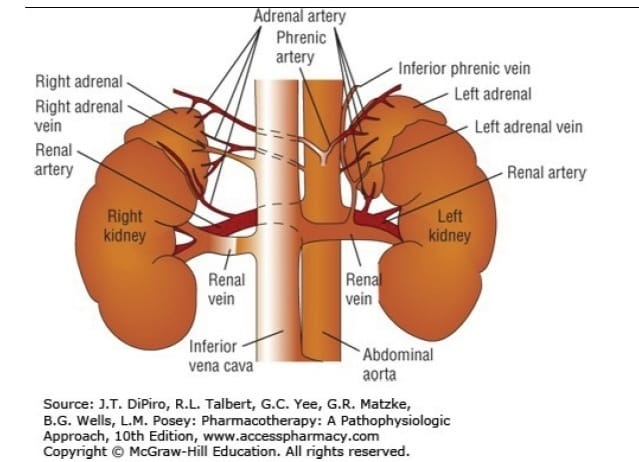 Adrenal artery
Phrenic
artery
Inferior phrenic vein
Right adrenal
Left adrenal
Right adrenal
vein
Left adrenal vein
Renal
artery
Renal artery
Right
kidney
Left
kidney
Renal
vein
Renal
vein
Inferior
vena cava
Abdominal
aorta
Source: J.T. DiPiro, R.L. Talbert, G.C. Yee, G.R. Matzke,
B.G. Wells, L.M. Posey: Pharmacotherapy: A Pathophysiologic
Approach, 10th Edition, www.accesspharmacy.com
Copyright © McGraw-Hill Education. All rights reserved.